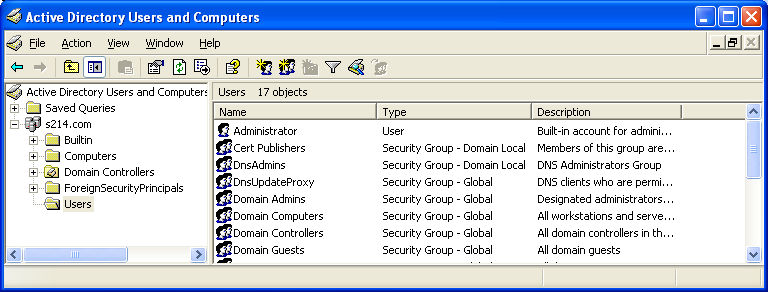 Active Directory Users and Computers
File Action View Window Help
Active Directory Users and Computers
Saved Queries
s214.com
Builtin
Computers
Domain Controllers
ForeignSecurityPrincipals
Users
Users 17 objects
Name Type Description
Administrator User Built-in account for admini...
Cert Publishers Security Group - Domain Local Members of this group are...
DnsAdmins Security Group - Domain Local DNS Administrators Group
DnsUpdateProxy Security Group - Global DNS clients who are permi...
Domain Admins Security Group - Global Designated administrators...
Domain Computers Security Group - Global All workstations and serve...
Domain Controllers Security Group - Global All domain controllers in th...
Domain Guests Security Group - Global All domain guests